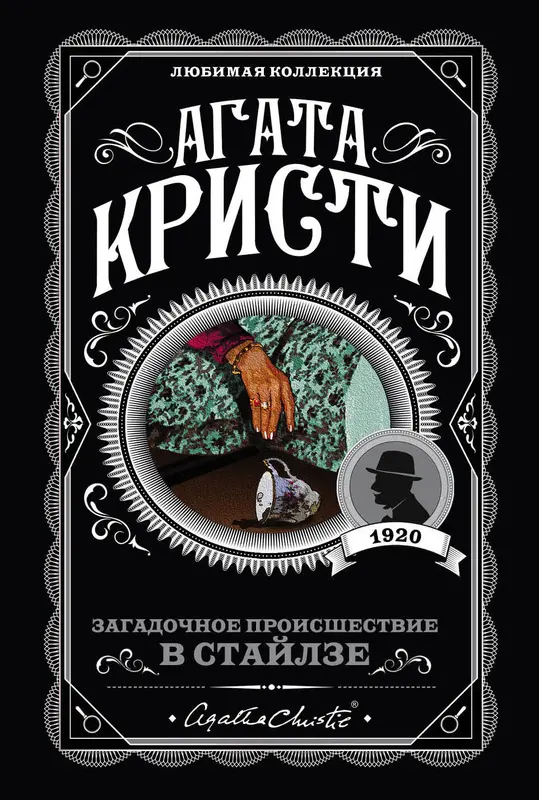 ЛЮБИМАЯ КОЛЛЕКЦИЯ
АГАТА
КРИСТИ
1920
ЗАГАДОЧНОЕ ПРОИСШЕСТВИЕ
В СТАЙЛЗЕ
Agatha Christie®